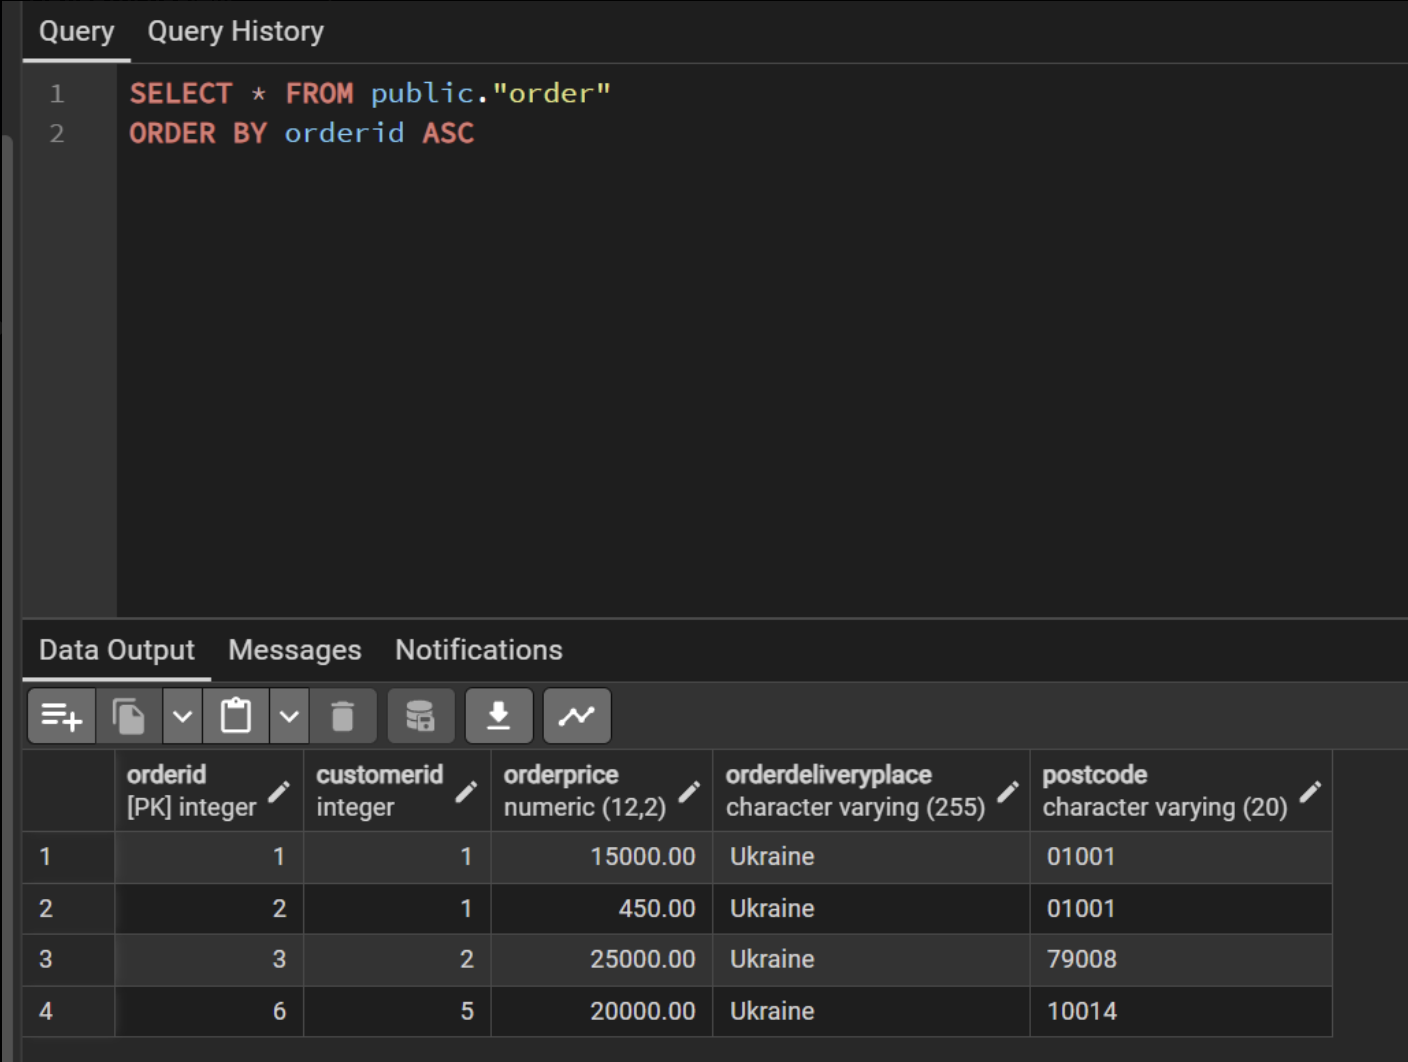 Query Query History
1 SELECT * FROM public."order"
2 ORDER BY orderid ASC
Data Output Messages Notifications
orderid customerid orderprice orderdeliveryplace postcode
[PK] integer integer numeric (12,2) character varying (255) character varying (20)
1 1 1 15000.00 Ukraine 01001
2 2 1 450.00 Ukraine 01001
3 3 2 25000.00 Ukraine 79008
4 6 5 20000.00 Ukraine 10014